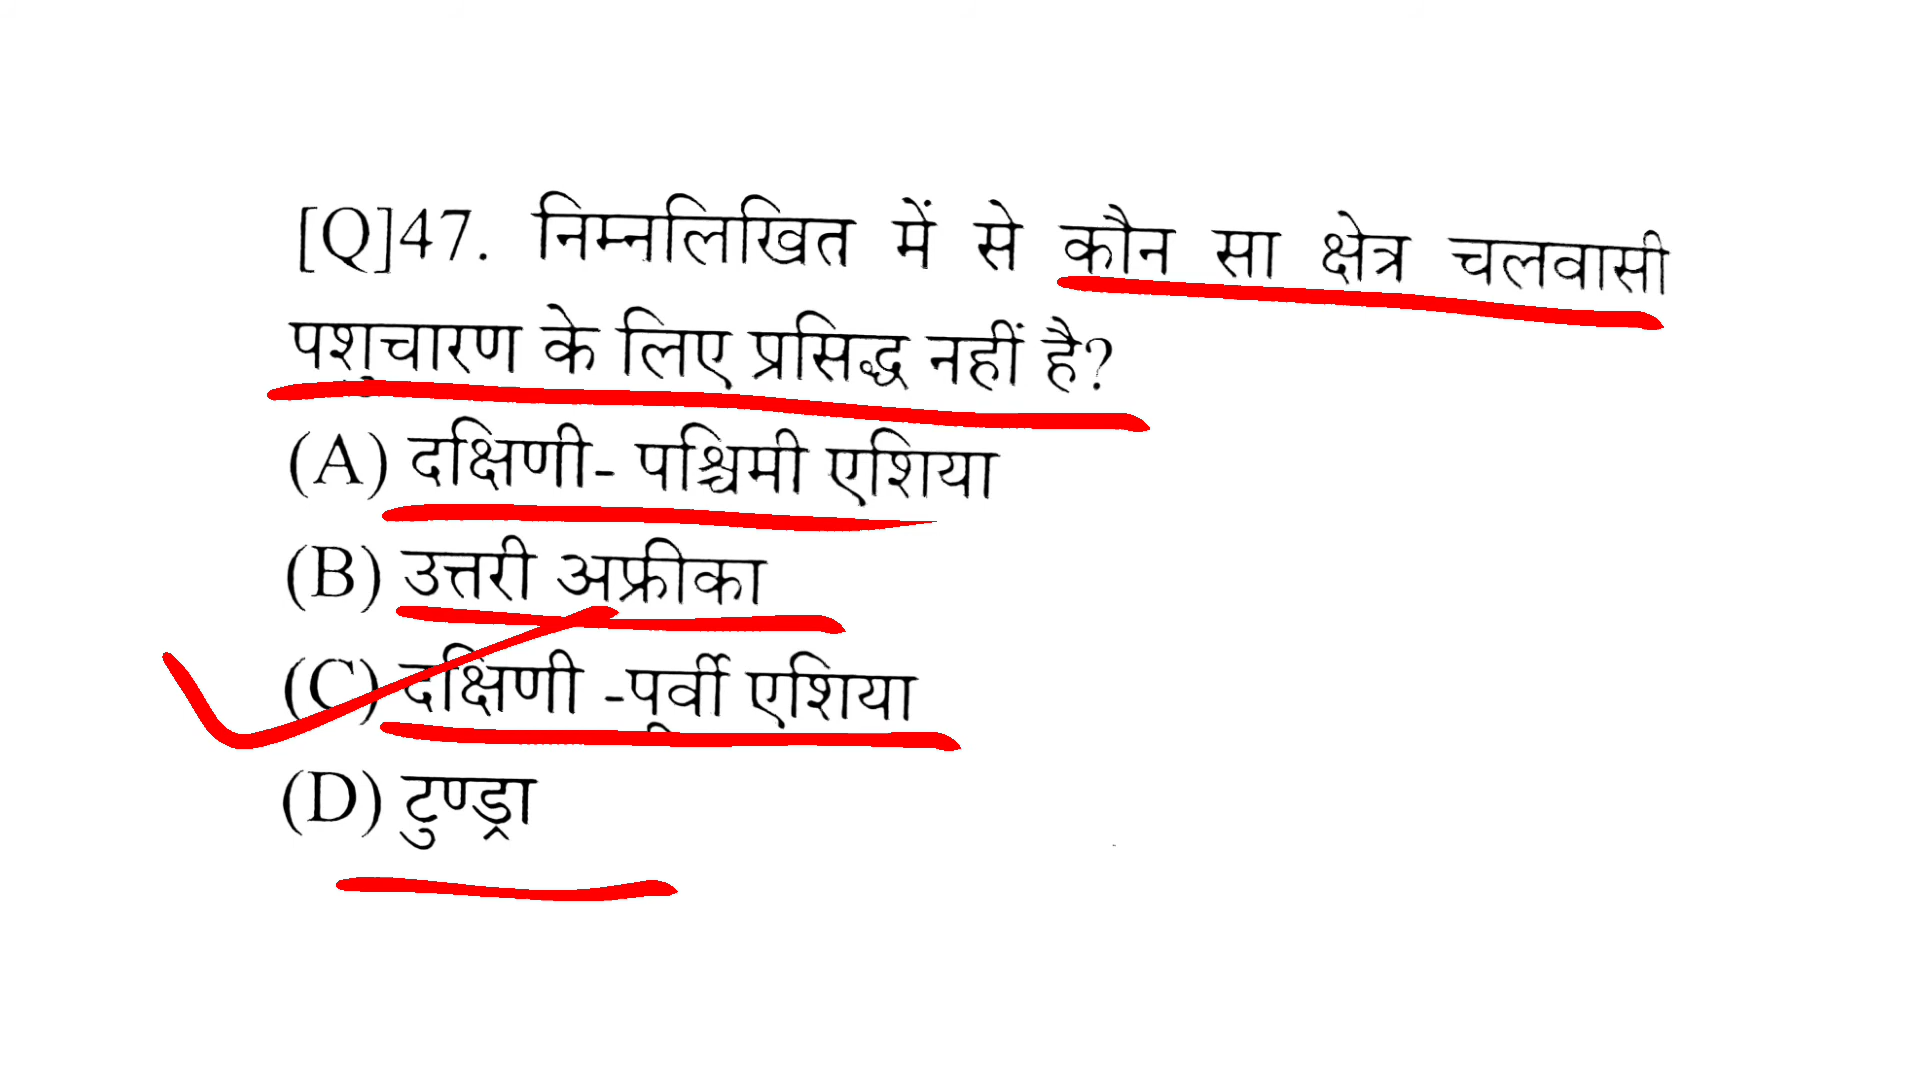 [Q]47. निम्नलिखित में से कौन सा क्षेत्र चलवासी
पशुचारण के लिए प्रसिद्ध नहीं है?
(A) दक्षिणी- पश्चिमी एशिया
(B) उत्तरी अफ्रीका
(C) दक्षिणी -पूर्वी एशिया
(D) टुण्ड्रा